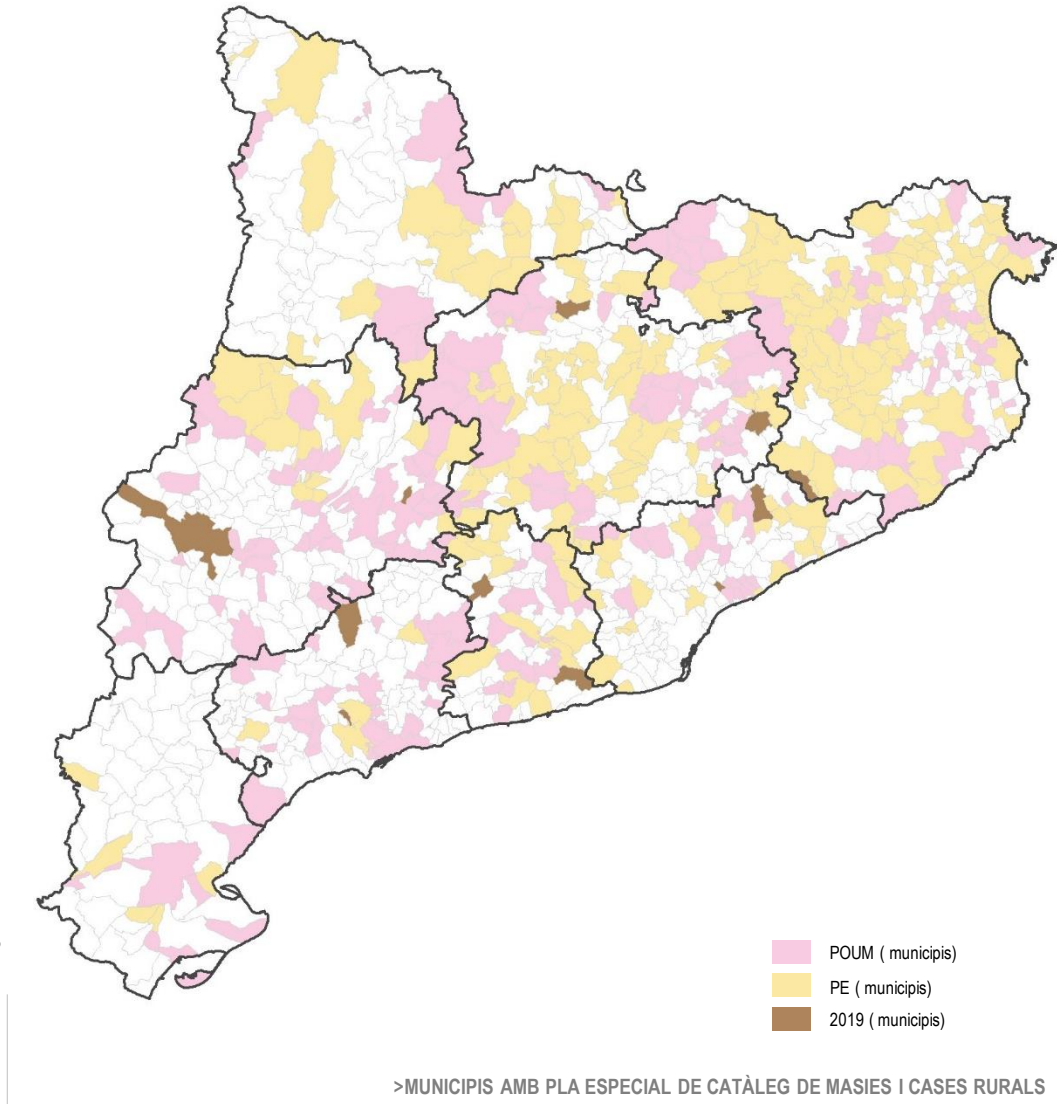 POUM ( municipis)
PE ( municipis)
2019 ( municipis)
>MUNICIPIS AMB PLA ESPECIAL DE CATÀLEG DE MASIES I CASES RURALS